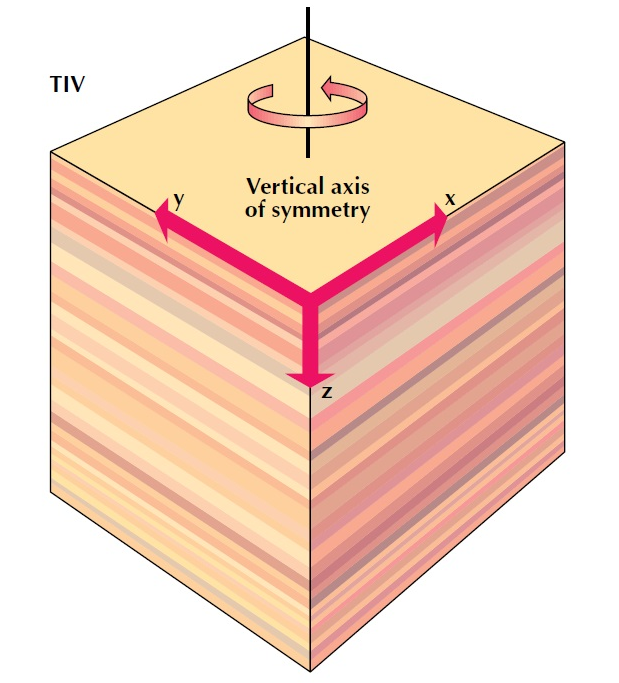 TIV
Vertical axis
of symmetry
y
x
z